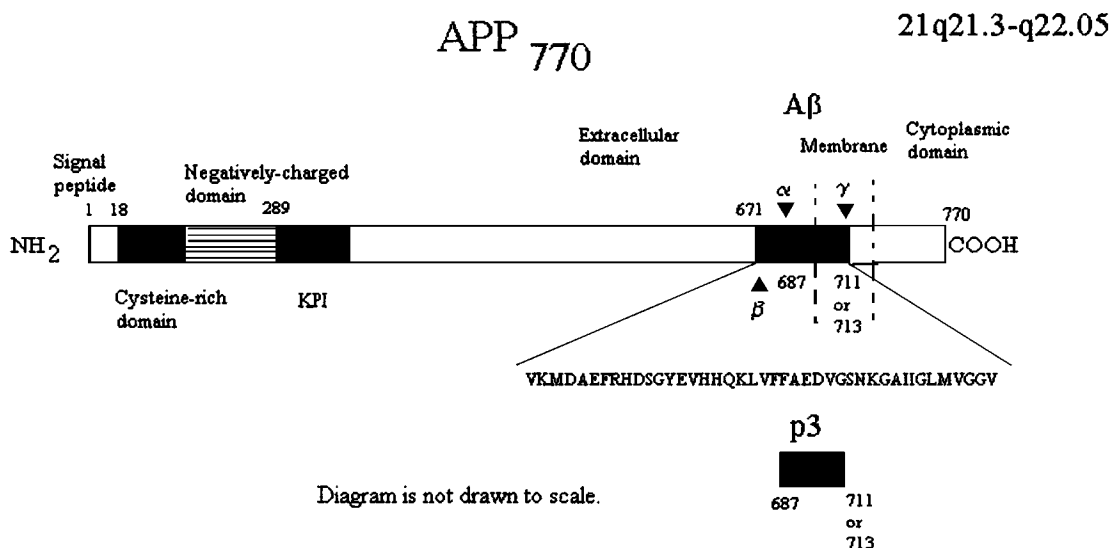 21q21.3-q22.05
APP 770
Aβ
Extracellular domain
Membrane
Cytoplasmic domain
Signal peptide
Negatively-charged domain
1 18 289 671 α γ 770
NH2 COOH
Cysteine-rich domain
KPI
β 687 711 or 713
VKMDAEFRHDSGYEVHHQKLVFFAEDVGSNKGAIIGLMVGGV
p3
Diagram is not drawn to scale.
687 711 or 713